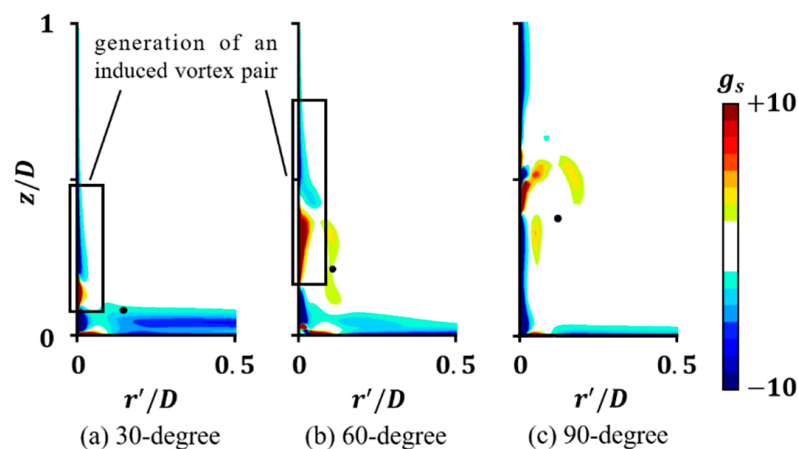 1
generation of an
induced vortex pair
gs
+10
z/D
0
−10
0
0.5
0
0.5
0
0.5
r′/D
r′/D
r′/D
(a) 30-degree
(b) 60-degree
(c) 90-degree